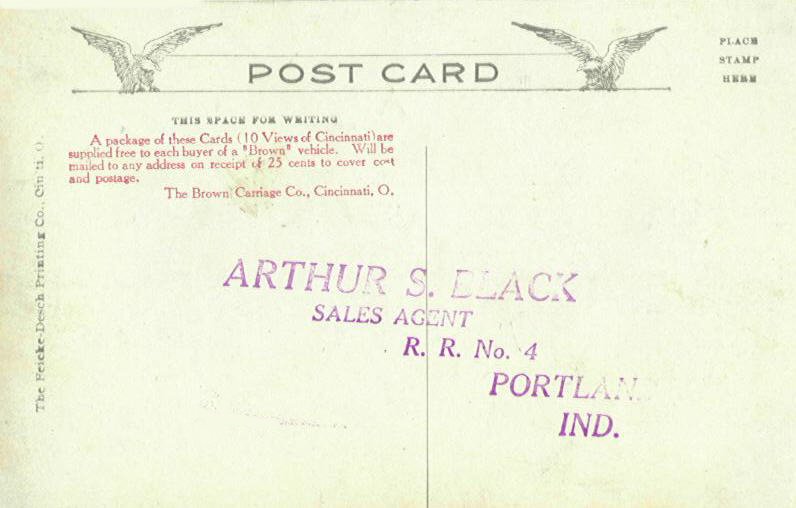 POST CARD
PLACE
STAMP
HERE
THIS SPACE FOR WRITING
A package of these Cards (10 Views of Cincinnati) are
supplied free to each buyer of a "Brown" vehicle. Will be
mailed to any address on receipt of 25 cents to cover cost
and postage.
The Brown Carriage Co., Cincinnati, O.
The Feicke-Desch Printing Co., Cin'ti, O.
ARTHUR S. BLACK
SALES AGENT
R. R. No. 4
PORTLAN
IND.